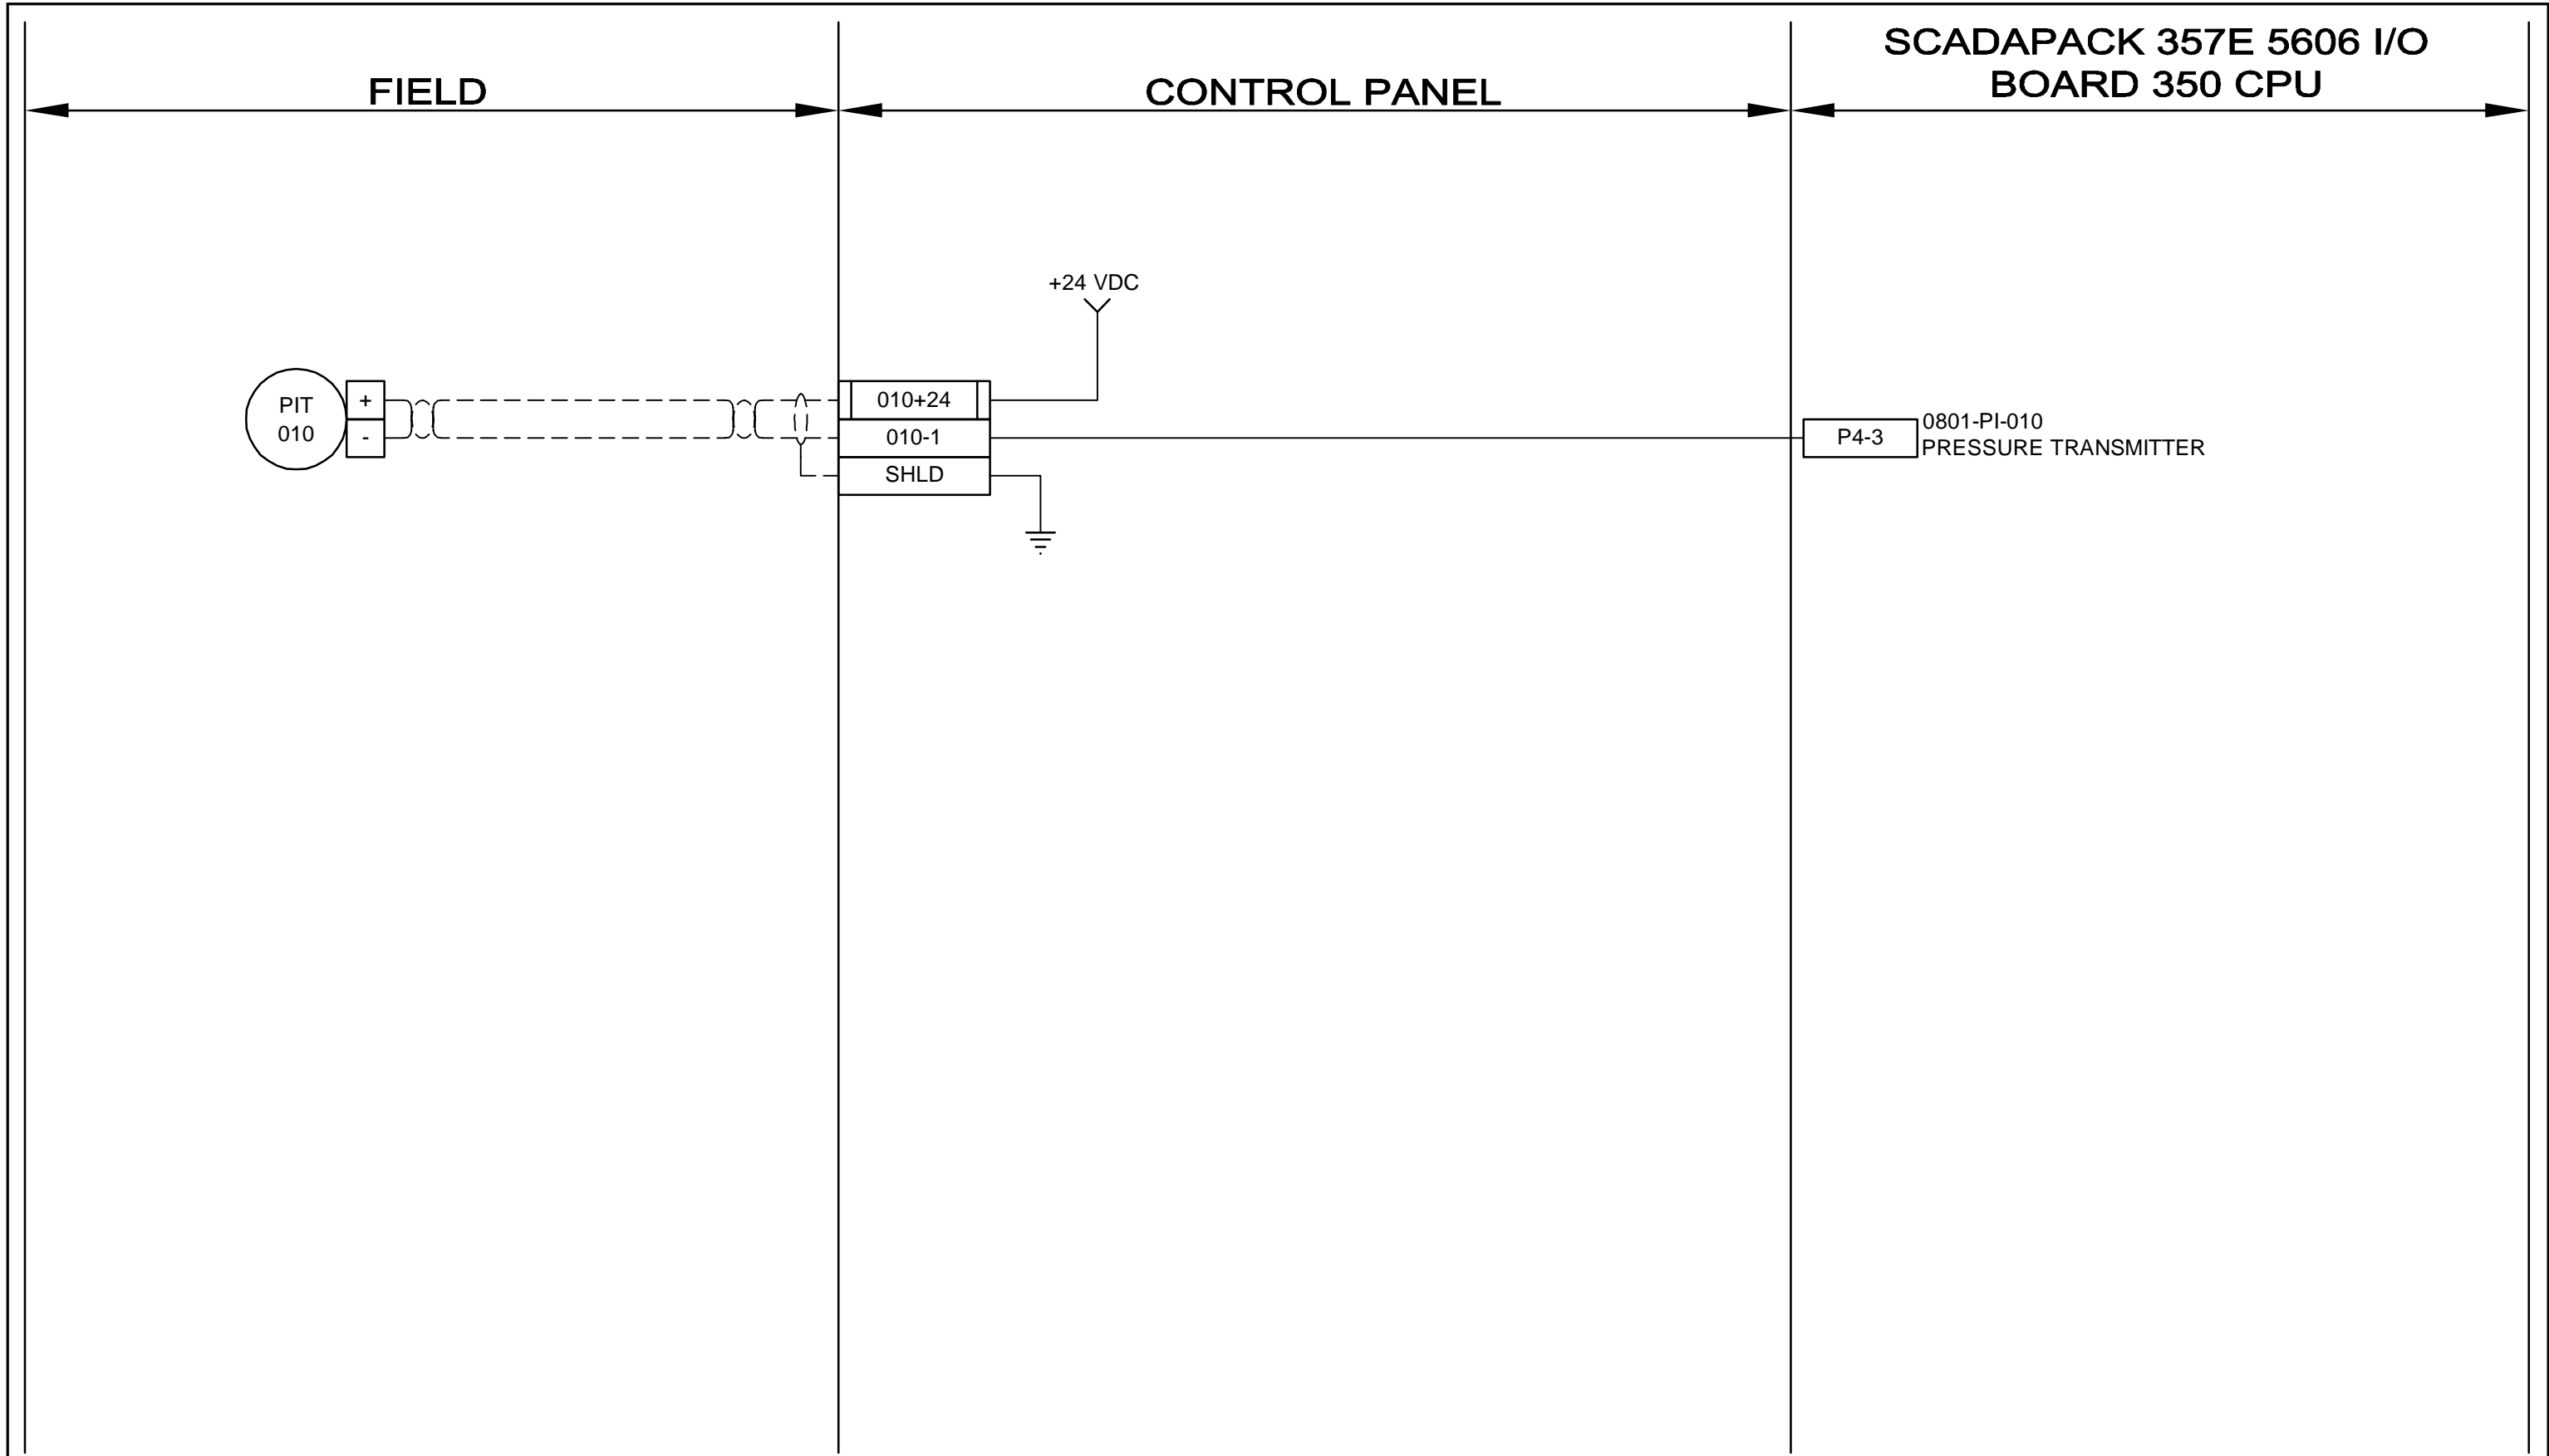 FIELD
CONTROL PANEL
SCADAPACK 357E 5606 I/O
BOARD 350 CPU
+24 VDC
PIT
010
+
-
010+24
010-1
SHLD
P4-3
0801-PI-010
PRESSURE TRANSMITTER